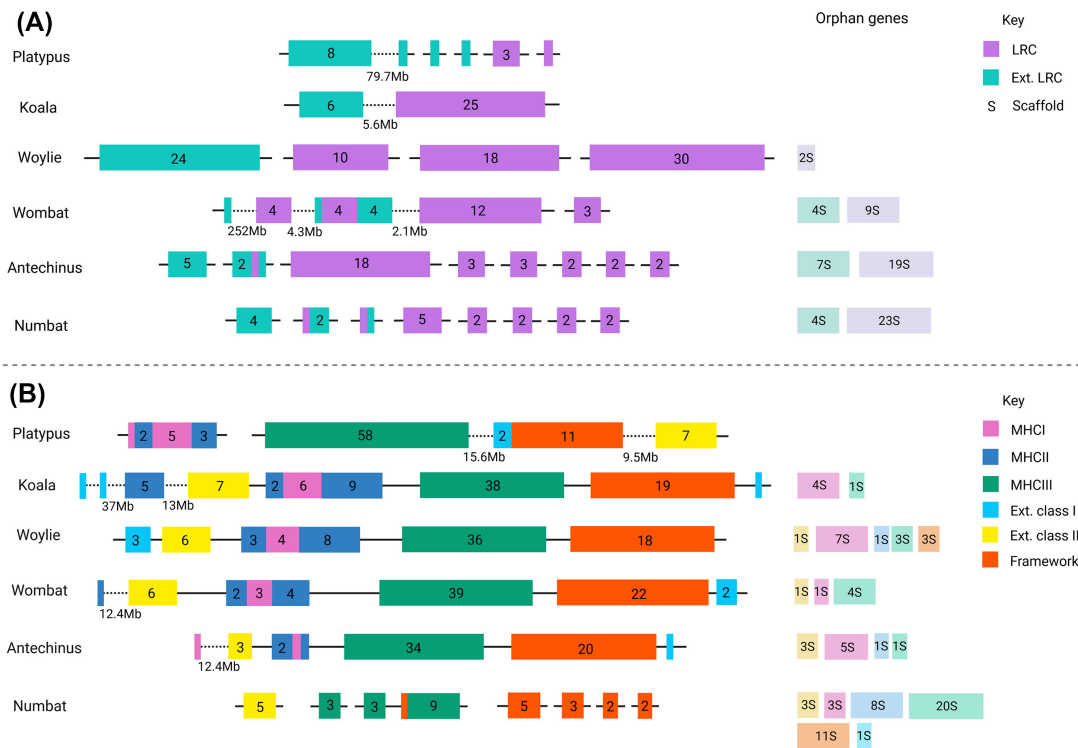 (A)
Orphan genes
Key
LRC
Ext. LRC
S Scaffold
Platypus 8 3
79.7Mb
Koala 6 25
5.6Mb
Woylie 24 10 18 30 2S
Wombat 4 4 4 12 3 4S 9S
252Mb 4.3Mb 2.1Mb
Antechinus 5 2 18 3 3 2 2 2 7S 19S
Numbat 4 2 5 2 2 2 2 4S 23S
(B)
Key
MHCI
MHCII
MHCIII
Ext. class I
Ext. class II
Framework
Platypus 2 5 3 58 2 11 7
15.6Mb 9.5Mb
Koala 5 7 2 6 9 38 19 4S 1S
37Mb 13Mb
Woylie 3 6 3 4 8 36 18 1S 7S 1S 3S 3S
Wombat 6 2 3 4 39 22 2 1S 1S 4S
12.4Mb
Antechinus 3 2 34 20 3S 5S 1S 1S
12.4Mb
Numbat 5 3 3 9 5 3 2 2 3S 3S 8S 20S
11S 1S